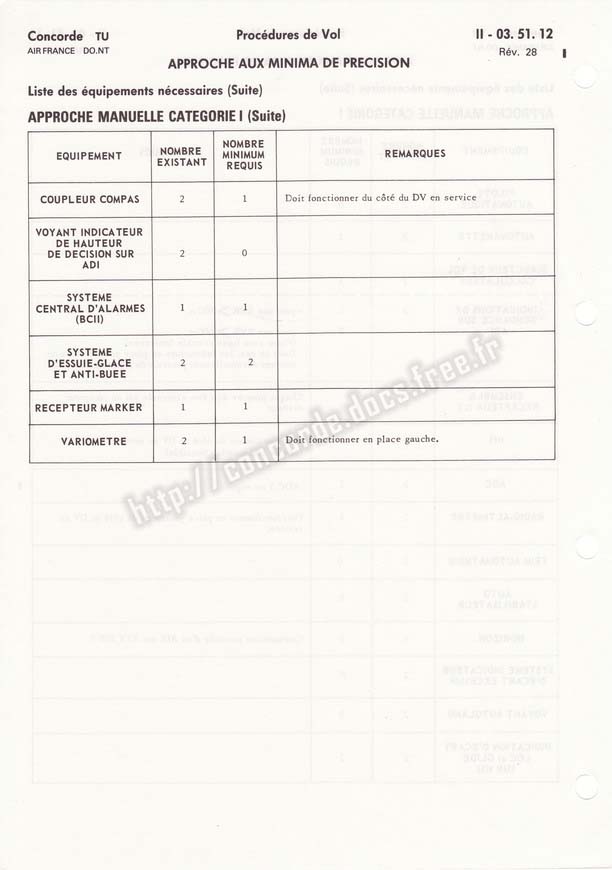 Concorde TU
Procédures de Vol
II - 03. 51. 12
AIR FRANCE DO.NT
Rév. 28
APPROCHE AUX MINIMA DE PRECISION
Liste des équipements nécessaires (Suite)
APPROCHE MANUELLE CATEGORIE I (Suite)
EQUIPEMENT
NOMBRE
EXISTANT
NOMBRE
MINIMUM
REQUIS
REMARQUES
COUPLEUR COMPAS 2 1 Doit fonctionner du côté du DV en service
VOYANT INDICATEUR
DE HAUTEUR
DE DECISION SUR 2 0
ADI
SYSTEME
CENTRAL D'ALARMES 1 1
(BCII)
SYSTEME
D'ESSUIE-GLACE 2 2
ET ANTI-BUEE
RECEPTEUR MARKER 1 1
VARIOMETRE 2 1 Doit fonctionner en place gauche.
http://concorde.docs.free.fr